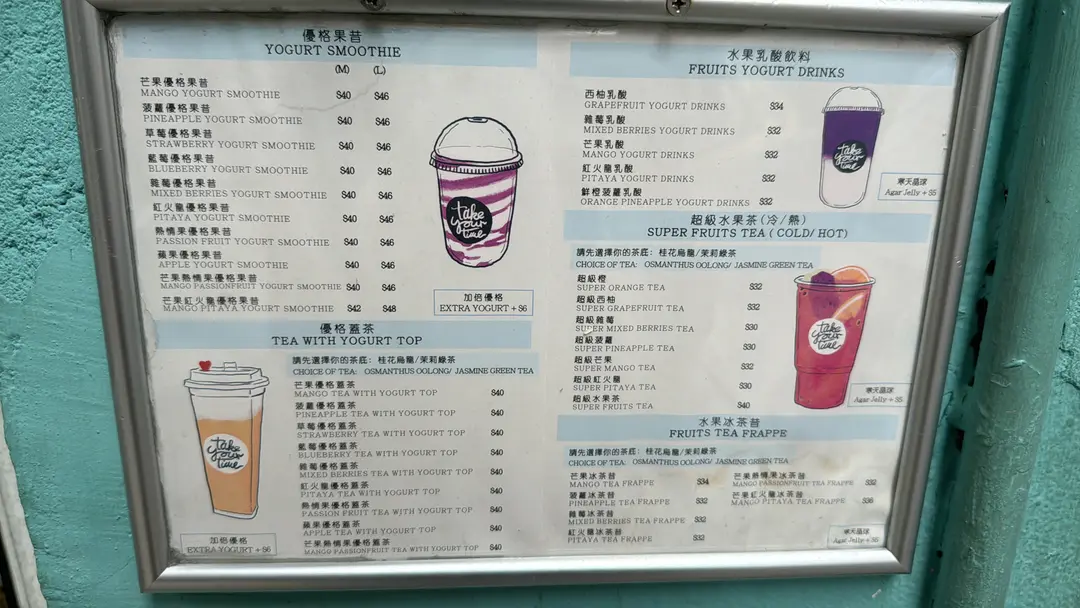 優格果昔
YOGURT SMOOTHIE
(M) (L)
芒果優格果昔
MANGO YOGURT SMOOTHIE $40 $46
菠蘿優格果昔
PINEAPPLE YOGURT SMOOTHIE $40 $46
草莓優格果昔
STRAWBERRY YOGURT SMOOTHIE $40 $46
藍莓優格果昔
BLUEBERRY YOGURT SMOOTHIE $40 $46
雜莓優格果昔
MIXED BERRIES YOGURT SMOOTHIE $40 $46
紅火龍優格果昔
PITAYA YOGURT SMOOTHIE $40 $46
熱情果優格果昔
PASSION FRUIT YOGURT SMOOTHIE $40 $46
蘋果優格果昔
APPLE YOGURT SMOOTHIE $40 $46
芒果熱情果優格果昔
MANGO PASSIONFRUIT YOGURT SMOOTHIE $40 $46
芒果紅火龍優格果昔
MANGO PITAYA YOGURT SMOOTHIE $42 $48
take your time
加倍優格
EXTRA YOGURT + $6
優格蓋茶
TEA WITH YOGURT TOP
請先選擇你的茶底: 桂花烏龍/茉莉綠茶
CHOICE OF TEA: OSMANTHUS OOLONG/ JASMINE GREEN TEA
芒果優格蓋茶
MANGO TEA WITH YOGURT TOP $40
菠蘿優格蓋茶
PINEAPPLE TEA WITH YOGURT TOP $40
草莓優格蓋茶
STRAWBERRY TEA WITH YOGURT TOP $40
藍莓優格蓋茶
BLUEBERRY TEA WITH YOGURT TOP $40
雜莓優格蓋茶
MIXED BERRIES TEA WITH YOGURT TOP $40
紅火龍優格蓋茶
PITAYA TEA WITH YOGURT TOP $40
熱情果優格蓋茶
PASSION FRUIT TEA WITH YOGURT TOP $40
蘋果優格蓋茶
APPLE TEA WITH YOGURT TOP $40
芒果熱情果優格蓋茶
MANGO PASSIONFRUIT TEA WITH YOGURT TOP $40
take your time
加倍優格
EXTRA YOGURT + $6
水果乳酸飲料
FRUITS YOGURT DRINKS
西柚乳酸
GRAPEFRUIT YOGURT DRINKS $34
雜莓乳酸
MIXED BERRIES YOGURT DRINKS $32
芒果乳酸
MANGO YOGURT DRINKS $32
紅火龍乳酸
PITAYA YOGURT DRINKS $32
鮮橙菠蘿乳酸
ORANGE PINEAPPLE YOGURT DRINKS $32
take your time
寒天晶球
Agar Jelly + $5
超級水果茶(冷/熱)
SUPER FRUITS TEA ( COLD/ HOT)
請先選擇你的茶底: 桂花烏龍/茉莉綠茶
CHOICE OF TEA: OSMANTHUS OOLONG/ JASMINE GREEN TEA
超級橙
SUPER ORANGE TEA $32
超級西柚
SUPER GRAPEFRUIT TEA $32
超級雜莓
SUPER MIXED BERRIES TEA $30
超級菠蘿
SUPER PINEAPPLE TEA $30
超級芒果
SUPER MANGO TEA $32
超級紅火龍
SUPER PITAYA TEA $30
超級水果茶
SUPER FRUITS TEA $40
take your time
寒天晶球
Agar Jelly + $5
水果冰茶昔
FRUITS TEA FRAPPE
請先選擇你的茶底: 桂花烏龍/茉莉綠茶
CHOICE OF TEA: OSMANTHUS OOLONG/ JASMINE GREEN TEA
芒果冰茶昔
MANGO TEA FRAPPE $34
菠蘿冰茶昔
PINEAPPLE TEA FRAPPE $32
雜莓冰茶昔
MIXED BERRIES TEA FRAPPE $32
紅火龍冰茶昔
PITAYA TEA FRAPPE $32
芒果熱情果冰茶昔
MANGO PASSIONFRUIT TEA FRAPPE $32
芒果紅火龍冰茶昔
MANGO PITAYA TEA FRAPPE $36
寒天晶球
Agar Jelly + $5